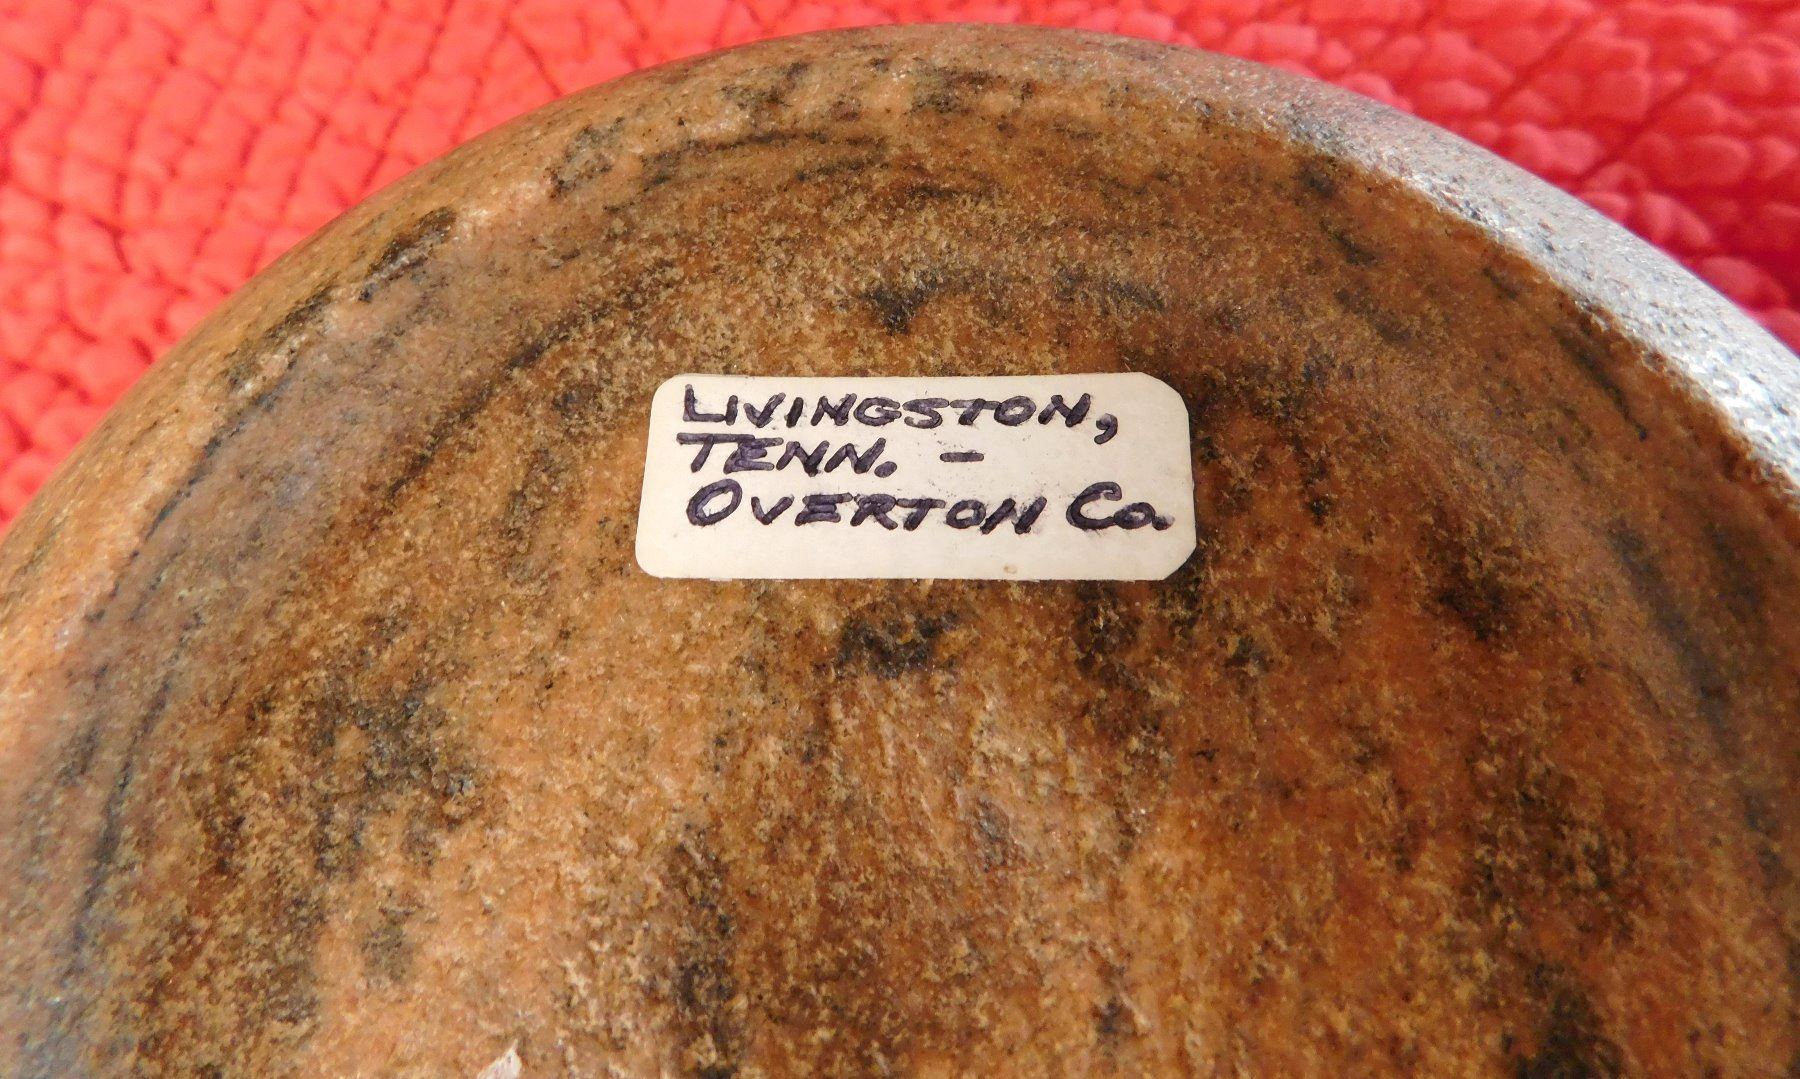 LIVINGSTON,
TENN. -
OVERTON Co.